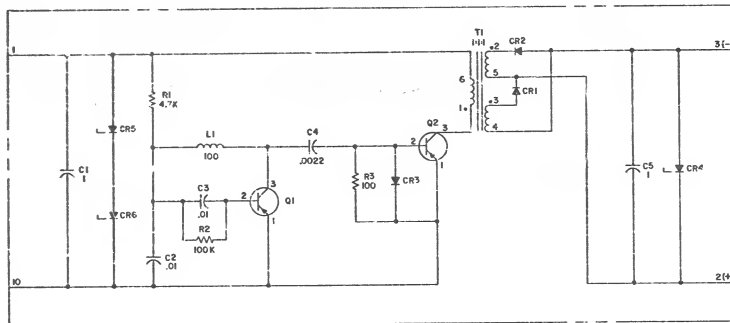 T1
1
•2
CR2
3(-
R1
4.7K
6
5
CR1
CR5
1•
•3
L1
100
C4
.0022
Q2
3
4
2
1
C1
1
C3
.01
3
2
Q1
1
R3
100
CR3
C5
1
CR4
CR6
R2
100K
C2
.01
10
2(+